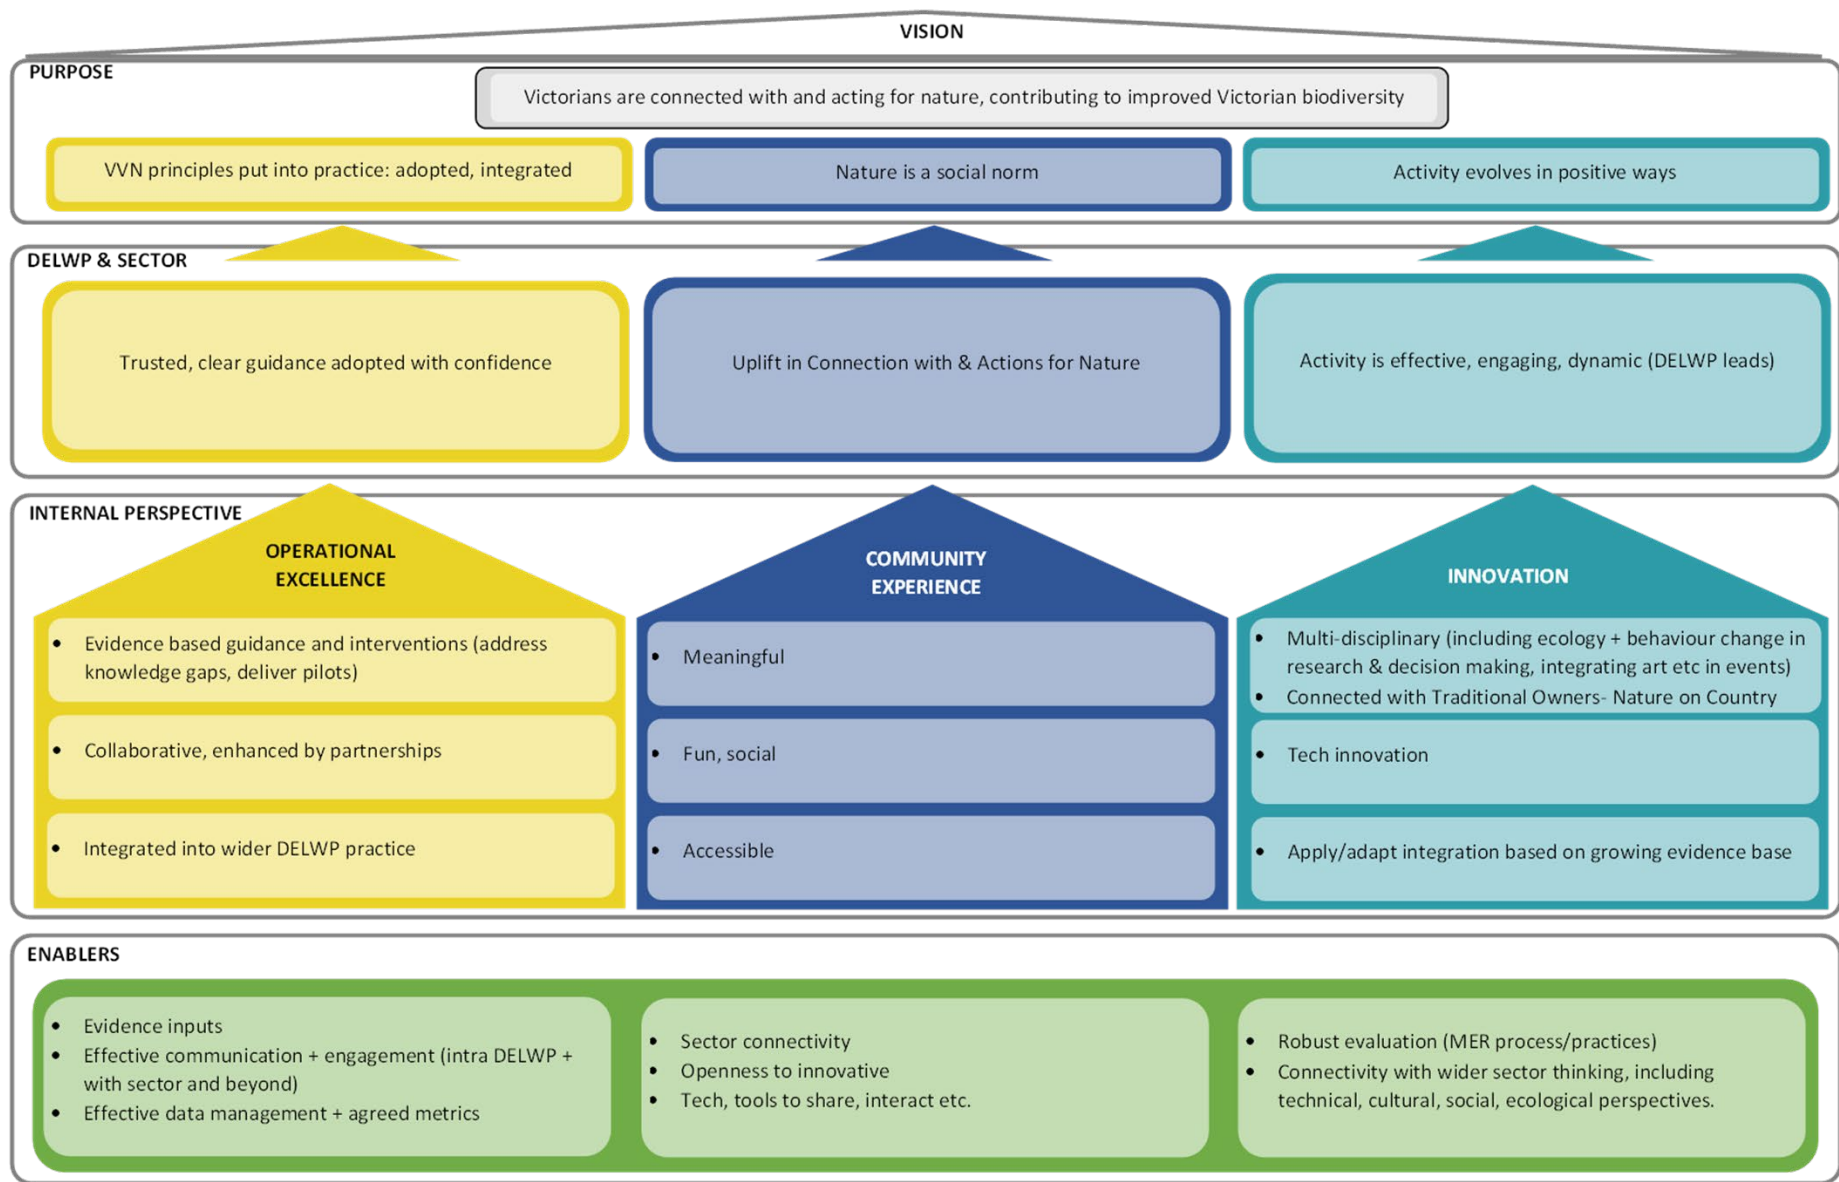 VISION
PURPOSE
Victorians are connected with and acting for nature, contributing to improved Victorian biodiversity
VVN principles put into practice: adopted, integrated
Nature is a social norm
Activity evolves in positive ways
DELWP & SECTOR
Trusted, clear guidance adopted with confidence
Uplift in Connection with & Actions for Nature
Activity is effective, engaging, dynamic (DELWP leads)
INTERNAL PERSPECTIVE
OPERATIONAL
EXCELLENCE
• Evidence based guidance and interventions (address
knowledge gaps, deliver pilots)
• Collaborative, enhanced by partnerships
• Integrated into wider DELWP practice
COMMUNITY
EXPERIENCE
• Meaningful
• Fun, social
• Accessible
INNOVATION
• Multi-disciplinary (including ecology + behaviour change in
research & decision making, integrating art etc in events)
• Connected with Traditional Owners- Nature on Country
• Tech innovation
• Apply/adapt integration based on growing evidence base
ENABLERS
• Evidence inputs
• Effective communication + engagement (intra DELWP +
with sector and beyond)
• Effective data management + agreed metrics
• Sector connectivity
• Openness to innovative
• Tech, tools to share, interact etc.
• Robust evaluation (MER process/practices)
• Connectivity with wider sector thinking, including
technical, cultural, social, ecological perspectives.